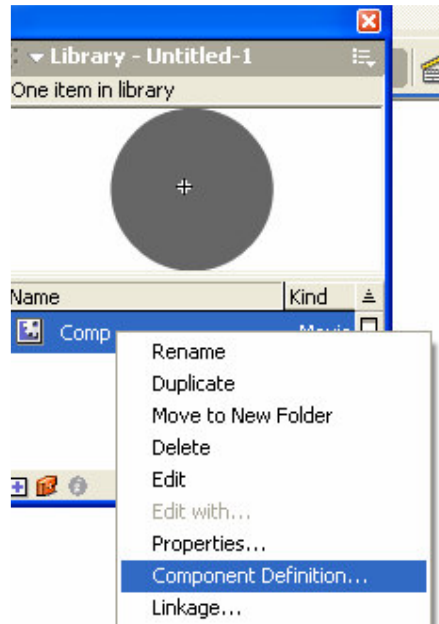 Library - Untitled-1
One item in library
Name Kind
Comp Movie
Rename
Duplicate
Move to New Folder
Delete
Edit
Edit with...
Properties...
Component Definition...
Linkage...